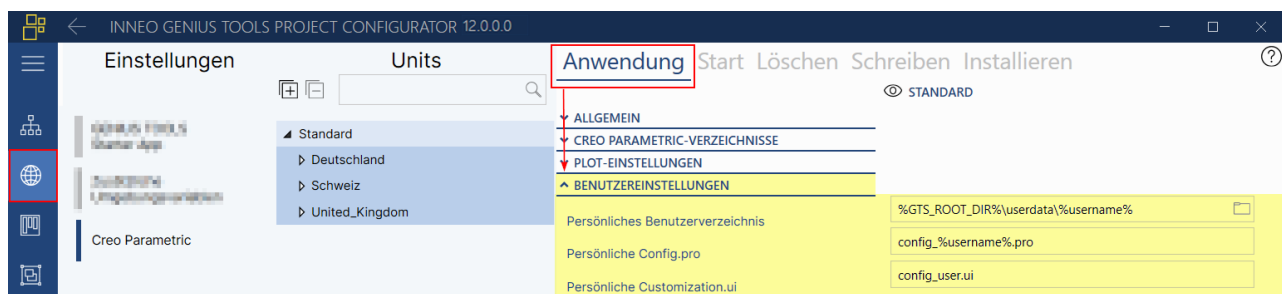 INNEO GENIUS TOOLS PROJECT CONFIGURATOR 12.0.0.0
Einstellungen
Units
Anwendung Start Löschen Schreiben Installieren
STANDARD
Creo Parametric
Standard
Deutschland
Schweiz
United_Kingdom
ALLGEMEIN
CREO PARAMETRIC-VERZEICHNISSE
PLOT-EINSTELLUNGEN
BENUTZEREINSTELLUNGEN
Persönliches Benutzerverzeichnis
%GTS_ROOT_DIR%\userdata\%username%
Persönliche Config.pro
config_%username%.pro
Persönliche Customization.ui
config_user.ui